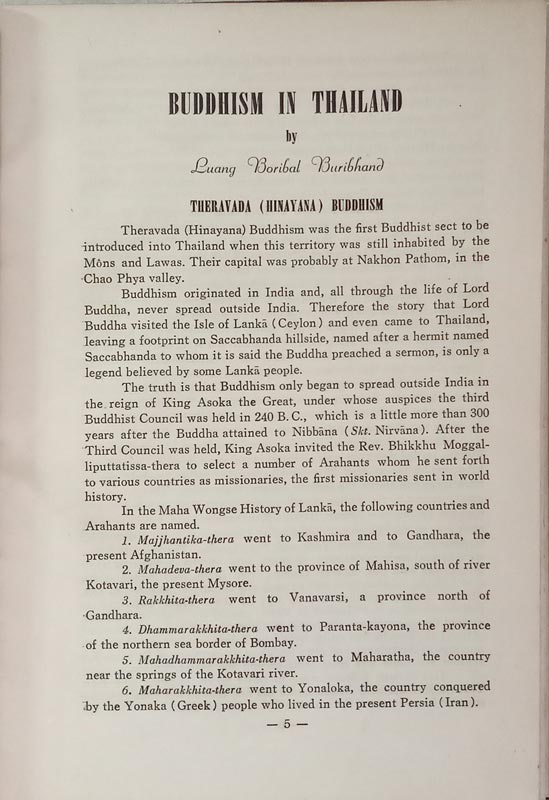 BUDDHISM IN THAILAND
by
Luang Boribal Buribhand
THERAVADA (HINAYANA) BUDDHISM
Theravada (Hinayana) Buddhism was the first Buddhist sect to be
introduced into Thailand when this territory was still inhabited by the
Mōns and Lawas. Their capital was probably at Nakhon Pathom, in the
Chao Phya valley.
Buddhism originated in India and, all through the life of Lord
Buddha, never spread outside India. Therefore the story that Lord
Buddha visited the Isle of Lankā (Ceylon) and even came to Thailand,
leaving a footprint on Saccabhanda hillside, named after a hermit named
Saccabhanda to whom it is said the Buddha preached a sermon, is only a
legend believed by some Lankā people.
The truth is that Buddhism only began to spread outside India in
the reign of King Asoka the Great, under whose auspices the third
Buddhist Council was held in 240 B.C., which is a little more than 300
years after the Buddha attained to Nibbāna (Skt. Nirvāna). After the
Third Council was held, King Asoka invited the Rev. Bhikkhu Moggal-
liputtatissa-thera to select a number of Arahants whom he sent forth
to various countries as missionaries, the first missionaries sent in world
history.
In the Maha Wongse History of Lankā, the following countries and
Arahants are named.
1. Majjhantika-thera went to Kashmira and to Gandhara, the
present Afghanistan.
2. Mahadeva-thera went to the province of Mahisa, south of river
Kotavari, the present Mysore.
3. Rakkhita-thera went to Vanavarsi, a province north of
Gandhara.
4. Dhammarakkhita-thera went to Paranta-kayona, the province
of the northern sea border of Bombay.
5. Mahadhammarakkhita-thera went to Maharatha, the country
near the springs of the Kotavari river.
6. Maharakkhita-thera went to Yonaloka, the country conquered
by the Yonaka (Greek) people who lived in the present Persia (Iran).
— 5 —